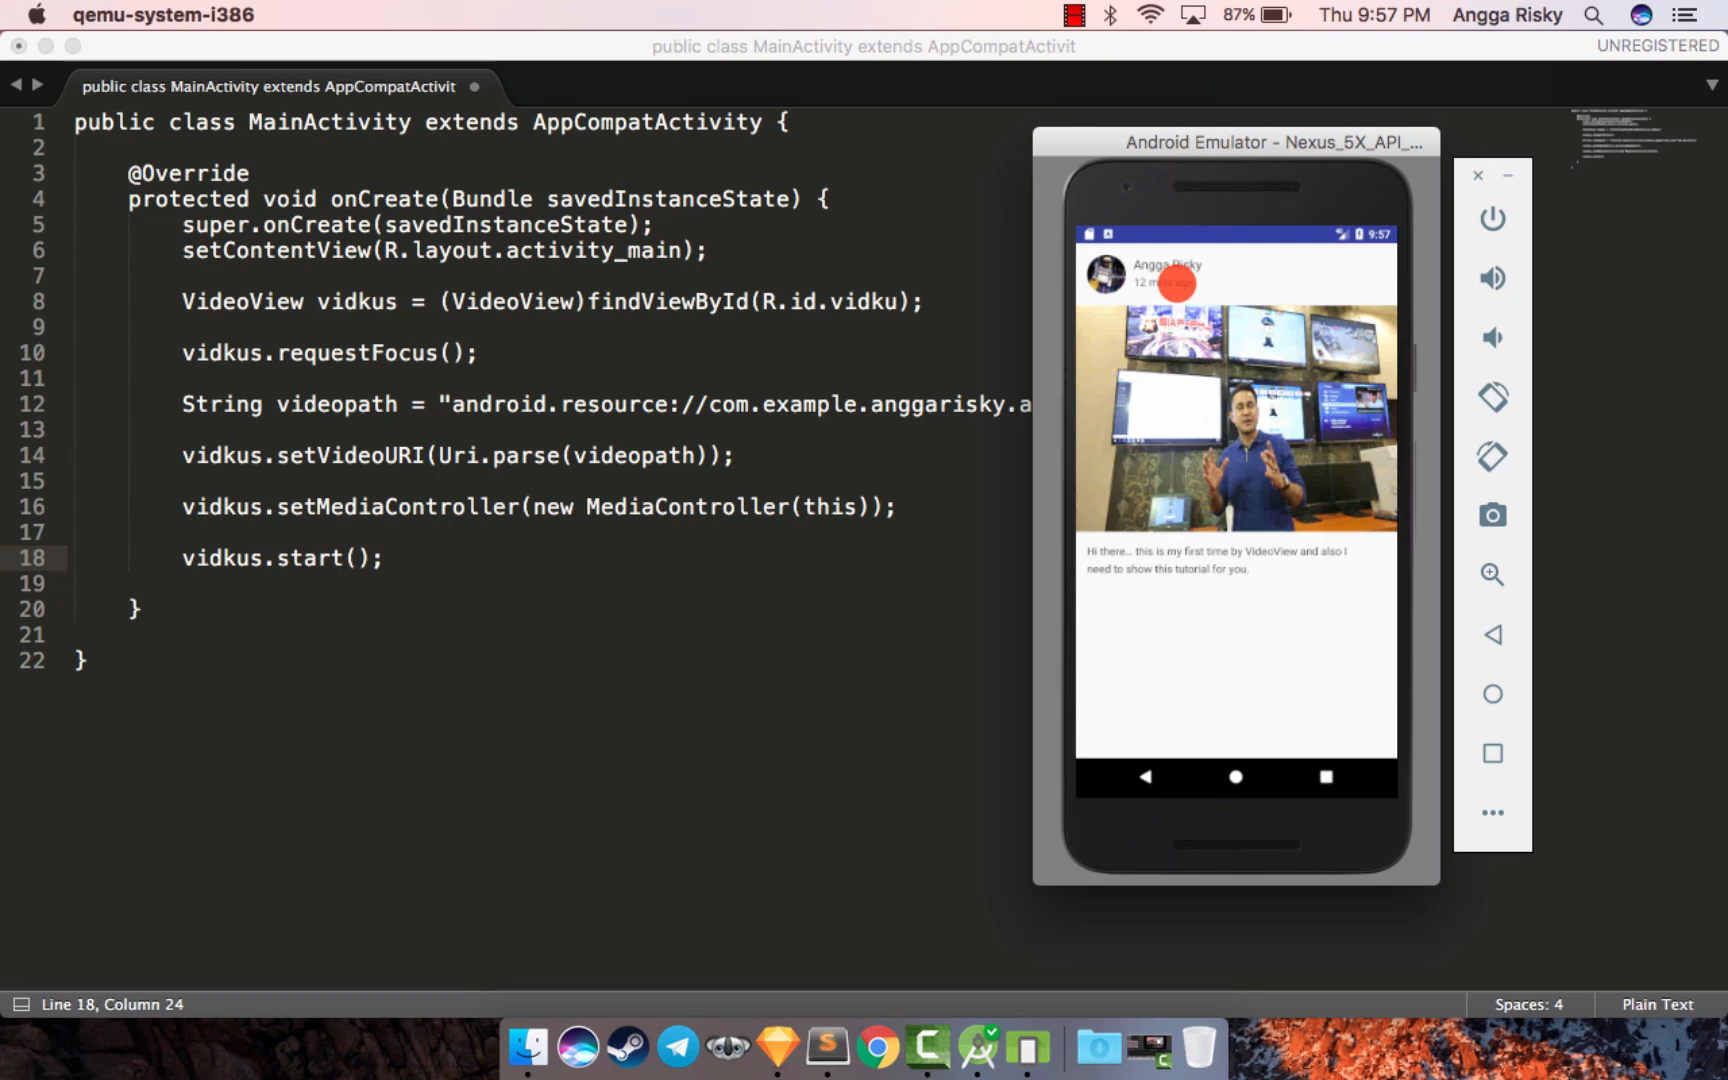 qemu-system-i386
87%
Thu 9:57 PM
Angga Risky
public class MainActivity extends AppCompatActivit
UNREGISTERED
public class MainActivity extends AppCompatActivit
1 public class MainActivity extends AppCompatActivity {
2
3 @Override
4 protected void onCreate(Bundle savedInstanceState) {
5 super.onCreate(savedInstanceState);
6 setContentView(R.layout.activity_main);
7
8 VideoView vidkus = (VideoView)findViewById(R.id.vidku);
9
10 vidkus.requestFocus();
11
12 String videopath = "android.resource://com.example.anggarisky.a
13
14 vidkus.setVideoURI(Uri.parse(videopath));
15
16 vidkus.setMediaController(new MediaController(this));
17
18 vidkus.start();
19
20 }
21
22 }
Android Emulator - Nexus_5X_API_...
9:57
Angga Risky
12 mins ago
Hi there... this is my first time by VideoView and also I
need to show this tutorial for you.
Line 18, Column 24
Spaces: 4
Plain Text